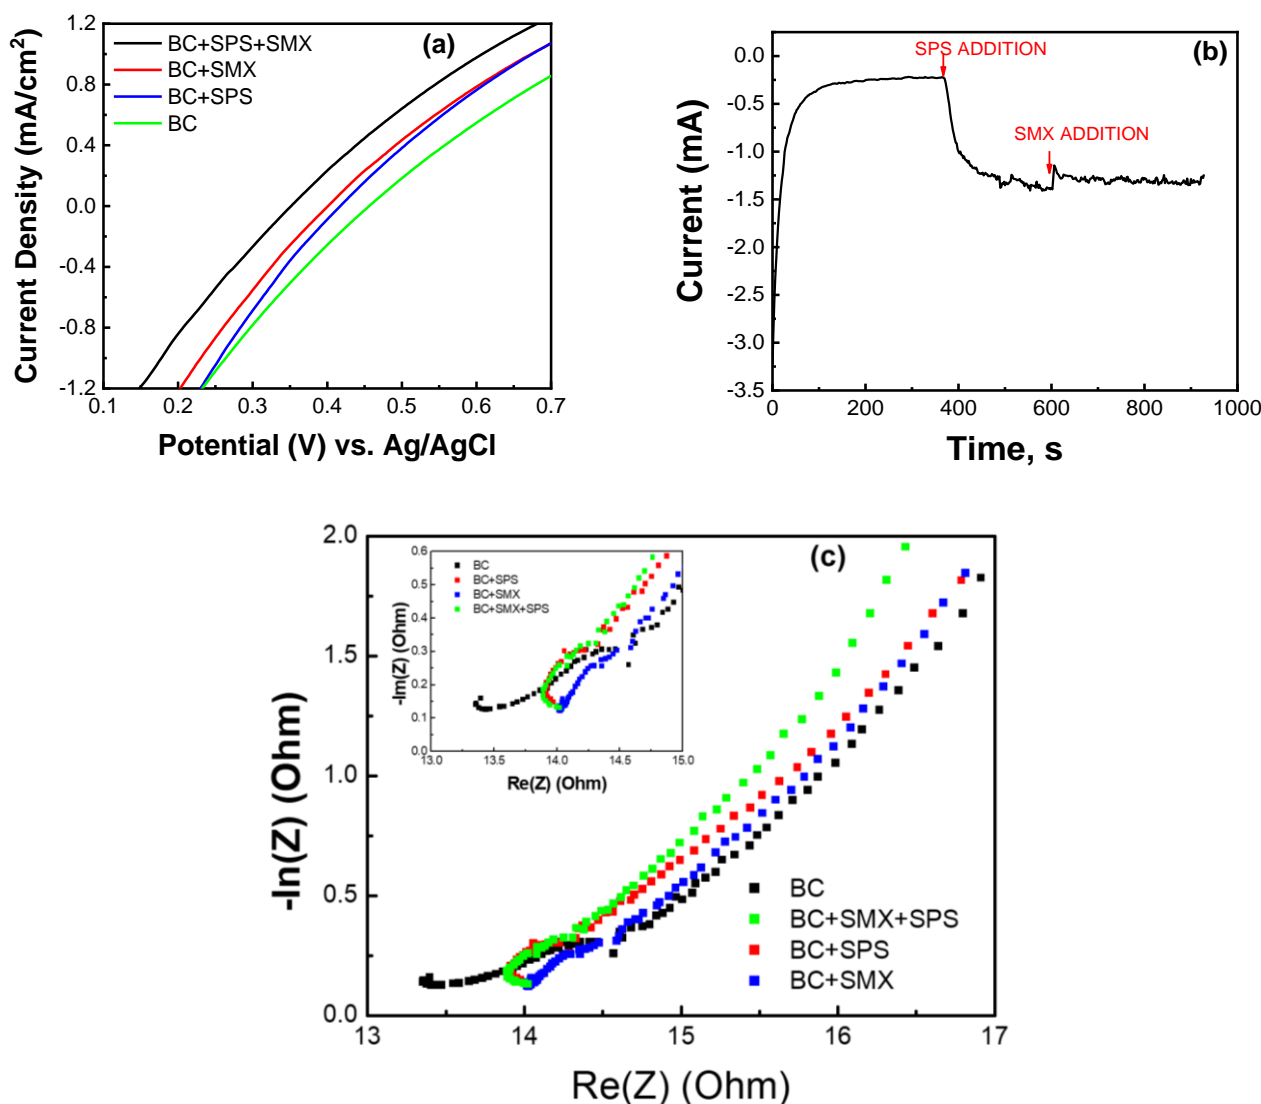 (a)
BC+SPS+SMX
BC+SMX
BC+SPS
BC
Current Density (mA/cm²)
1.2
0.8
0.4
0.0
-0.4
-0.8
-1.2
0.1 0.2 0.3 0.4 0.5 0.6 0.7
Potential (V) vs. Ag/AgCl
(b)
SPS ADDITION
SMX ADDITION
Current (mA)
0.0
-0.5
-1.0
-1.5
-2.0
-2.5
-3.0
-3.5
0 200 400 600 800 1000
Time, s
(c)
-In(Z) (Ohm)
2.0
1.5
1.0
0.5
0.0
13 14 15 16 17
Re(Z) (Ohm)
BC
BC+SMX+SPS
BC+SPS
BC+SMX
-Im(Z) (Ohm)
0.6
0.5
0.4
0.3
0.2
0.1
0.0
13.0 13.5 14.0 14.5 15.0
Re(Z) (Ohm)
BC
BC+SPS
BC+SMX
BC+SMX+SPS